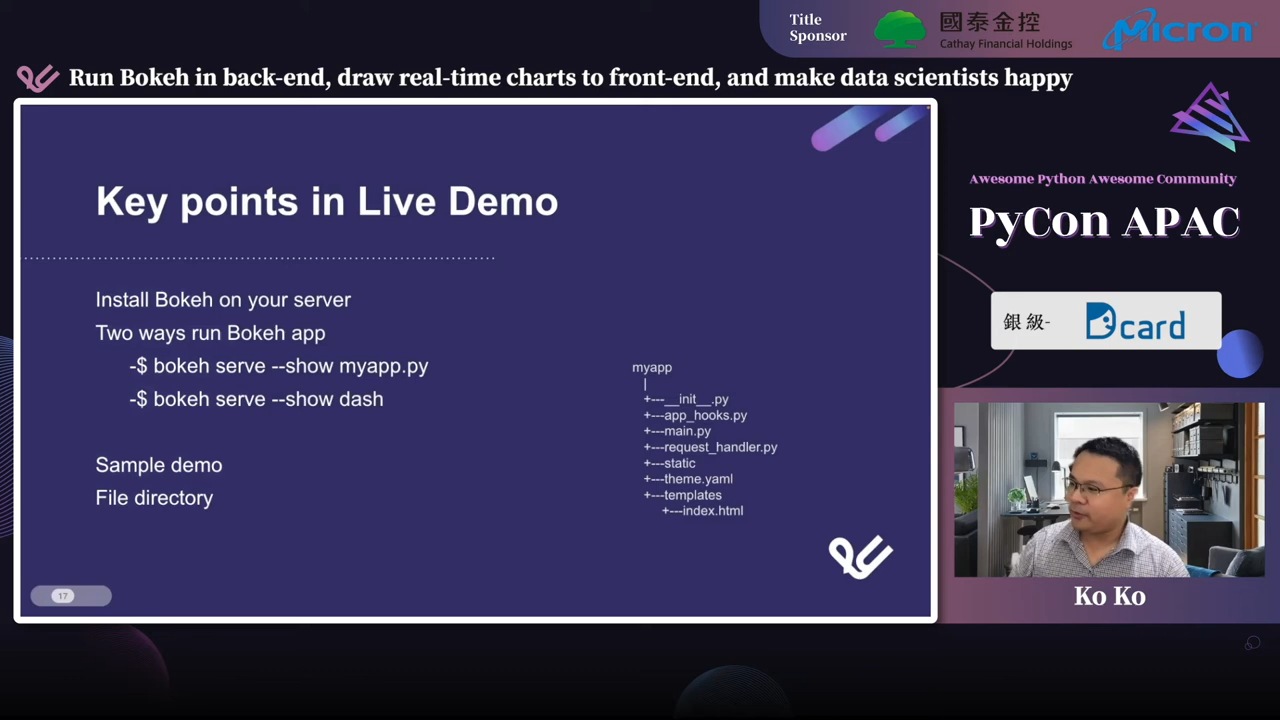 Title
Sponsor
國泰金控
Cathay Financial Holdings
Micron
Run Bokeh in back-end, draw real-time charts to front-end, and make data scientists happy
Key points in Live Demo
Install Bokeh on your server
Two ways run Bokeh app
-$ bokeh serve --show myapp.py
-$ bokeh serve --show dash
Sample demo
File directory
myapp
|
+---__init__.py
+---app_hooks.py
+---main.py
+---request_handler.py
+---static
+---theme.yaml
+---templates
+---index.html
17
Awesome Python Awesome Community
PyCon APAC
銀級-
Dcard
Ko Ko